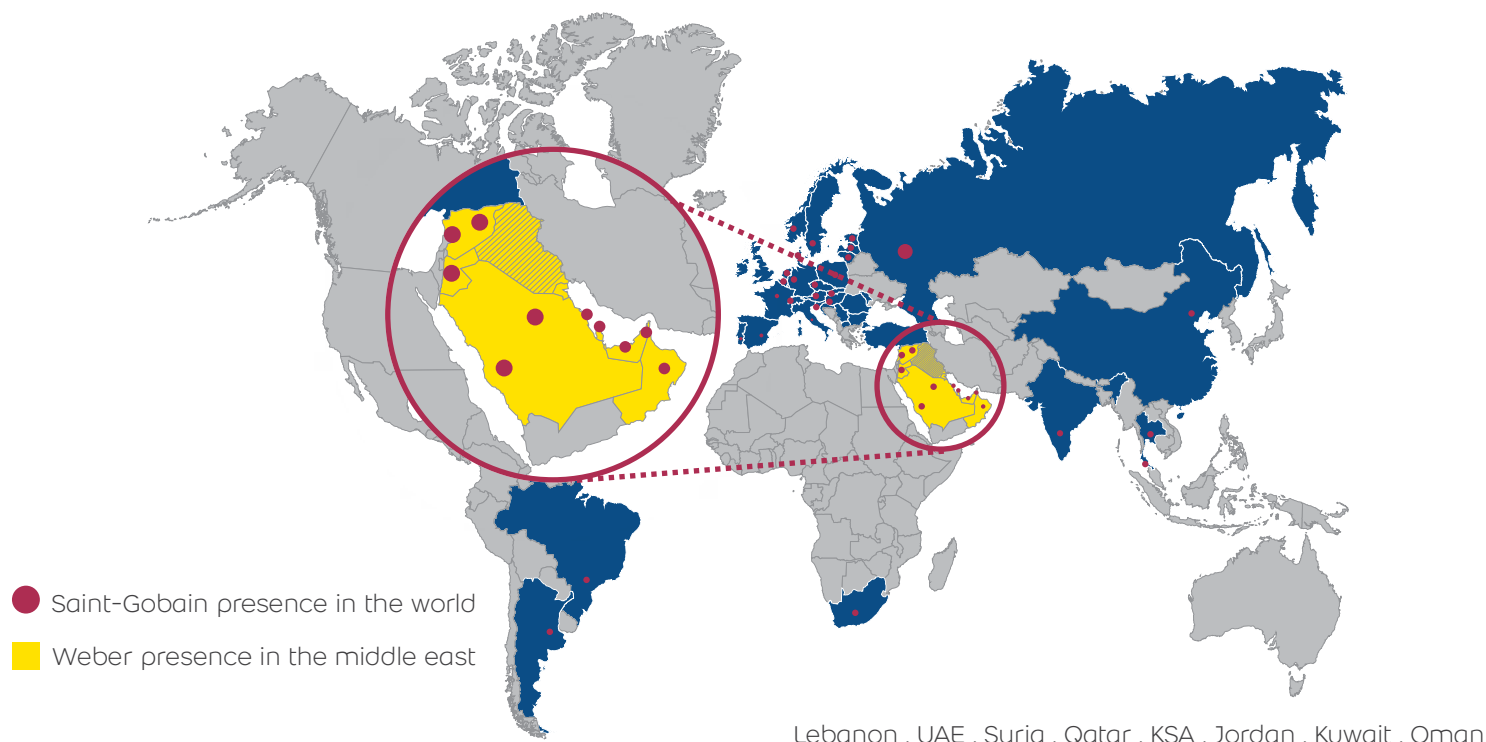 Saint-Gobain presence in the world
Weber presence in the middle east
Lebanon . UAE . Syria . Qatar . KSA . Jordan . Kuwait . Oman